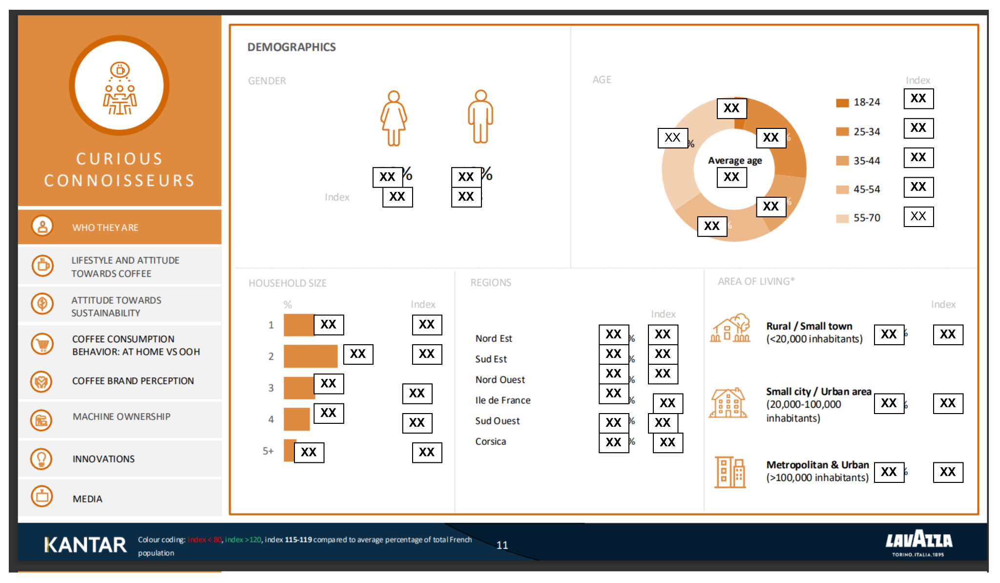 CURIOUS
CONNOISSEURS
WHO THEY ARE
LIFESTYLE AND ATTITUDE
TOWARDS COFFEE
ATTITUDE TOWARDS
SUSTAINABILITY
COFFEE CONSUMPTION
BEHAVIOR: AT HOME VS OOH
COFFEE BRAND PERCEPTION
MACHINE OWNERSHIP
INNOVATIONS
MEDIA
DEMOGRAPHICS
GENDER
XX % XX %
Index XX XX
AGE
Index
XX
XX %
XX %
Average age
XX
XX %
XX %
18-24 XX
25-34 XX
35-44 XX
45-54 XX
55-70 XX
HOUSEHOLD SIZE
% Index
1 XX XX
2 XX XX
3 XX XX
4 XX XX
5+ XX XX
REGIONS
Index
Nord Est XX % XX
Sud Est XX % XX
Nord Ouest XX % XX
Ile de France XX % XX
Sud Ouest XX % XX
Corsica XX % XX
AREA OF LIVING*
Index
Rural / Small town
(<20,000 inhabitants) XX % XX
Small city / Urban area
(20,000-100,000 XX % XX
inhabitants)
Metropolitan & Urban
(>100,000 inhabitants) XX % XX
KANTAR
Colour coding: index < 80, index >120, index 115-119 compared to average percentage of total French
population
11
LAVAZZA
TORINO, ITALIA, 1895